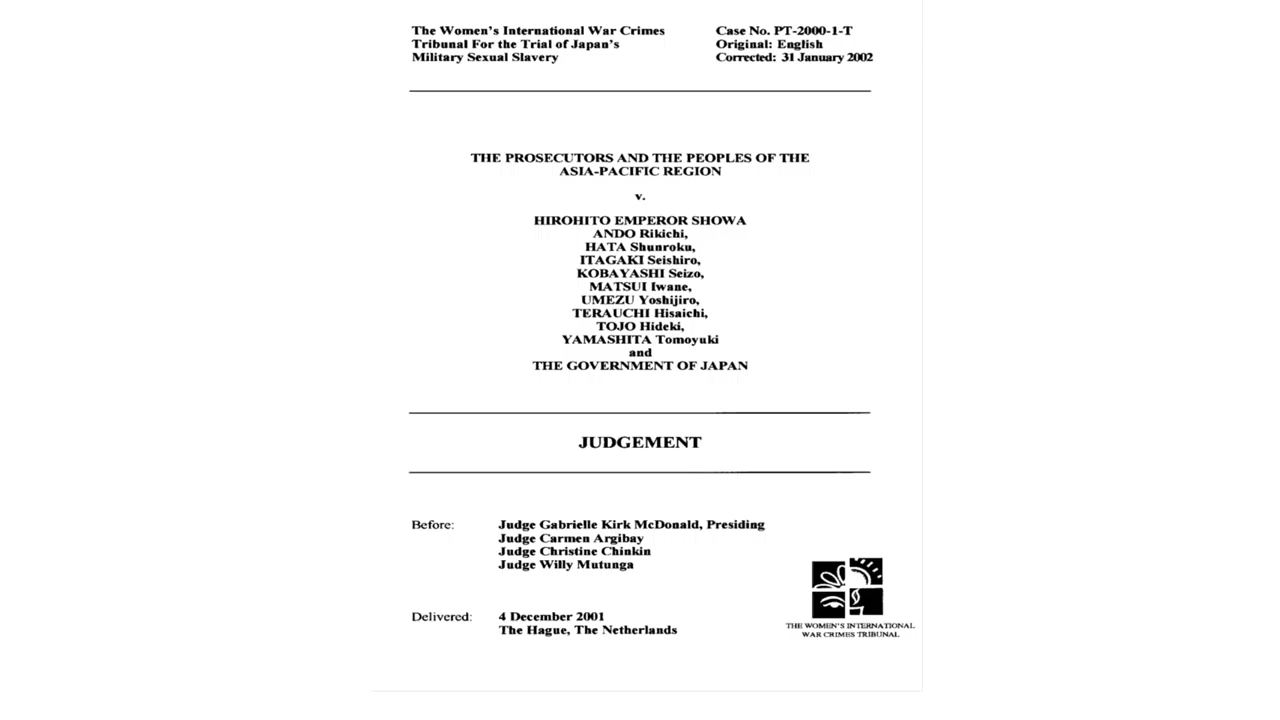 The Women's International War Crimes
Tribunal For the Trial of Japan's
Military Sexual Slavery
Case No. PT-2000-1-T
Original: English
Corrected: 31 January 2002
THE PROSECUTORS AND THE PEOPLES OF THE
ASIA-PACIFIC REGION
v.
HIROHITO EMPEROR SHOWA
ANDO Rikichi,
HATA Shunroku,
ITAGAKI Seishiro,
KOBAYASHI Seizo,
MATSUI Iwane,
UMEZU Yoshijiro,
TERAUCHI Hisaichi,
TOJO Hideki,
YAMASHITA Tomoyuki
and
THE GOVERNMENT OF JAPAN
JUDGEMENT
Before: Judge Gabrielle Kirk McDonald, Presiding
Judge Carmen Argibay
Judge Christine Chinkin
Judge Willy Mutunga
Delivered: 4 December 2001
The Hague, The Netherlands
THE WOMEN'S INTERNATIONAL
WAR CRIMES TRIBUNAL